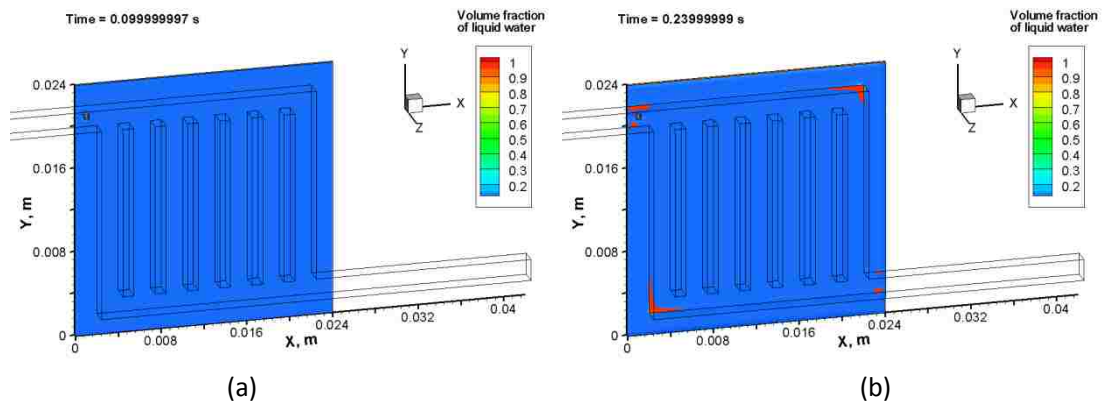 Time = 0.099999997 s
Volume fraction
of liquid water
1
0.9
0.8
0.7
0.6
0.5
0.4
0.3
0.2
Y
X
Z
0.024
0.016
0.008
0
Y, m
0
0.008
0.016
0.024
0.032
0.04
X, m
(a)
Time = 0.23999999 s
Volume fraction
of liquid water
1
0.9
0.8
0.7
0.6
0.5
0.4
0.3
0.2
Y
X
Z
0.024
0.016
0.008
0
Y, m
0
0.008
0.016
0.024
0.032
0.04
X, m
(b)